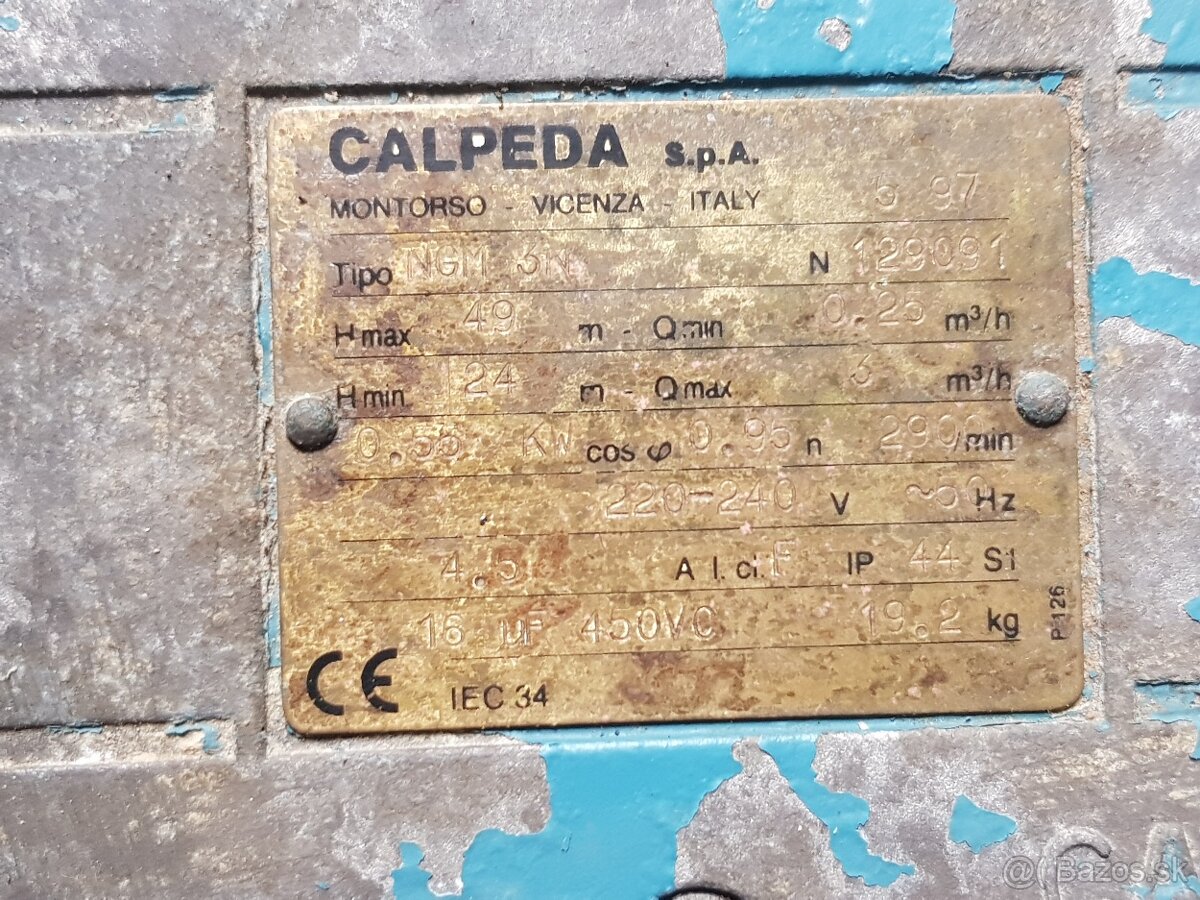 CALPEDA s.p.A.
MONTORSO - VICENZA - ITALY 5 97
Tipo NGM 3N N 129091
H max 49 m - Q min 0.25 m³/h
H min 24 m - Q max 3 m³/h
0.55 KW cos φ 0.95 n 2900 /min
220-240 V ~50 Hz
4.5 A I. cl. F IP 44 S1
16 µF 450VC 19.2 kg
P 126
CE IEC 34
@ Bazos.sk